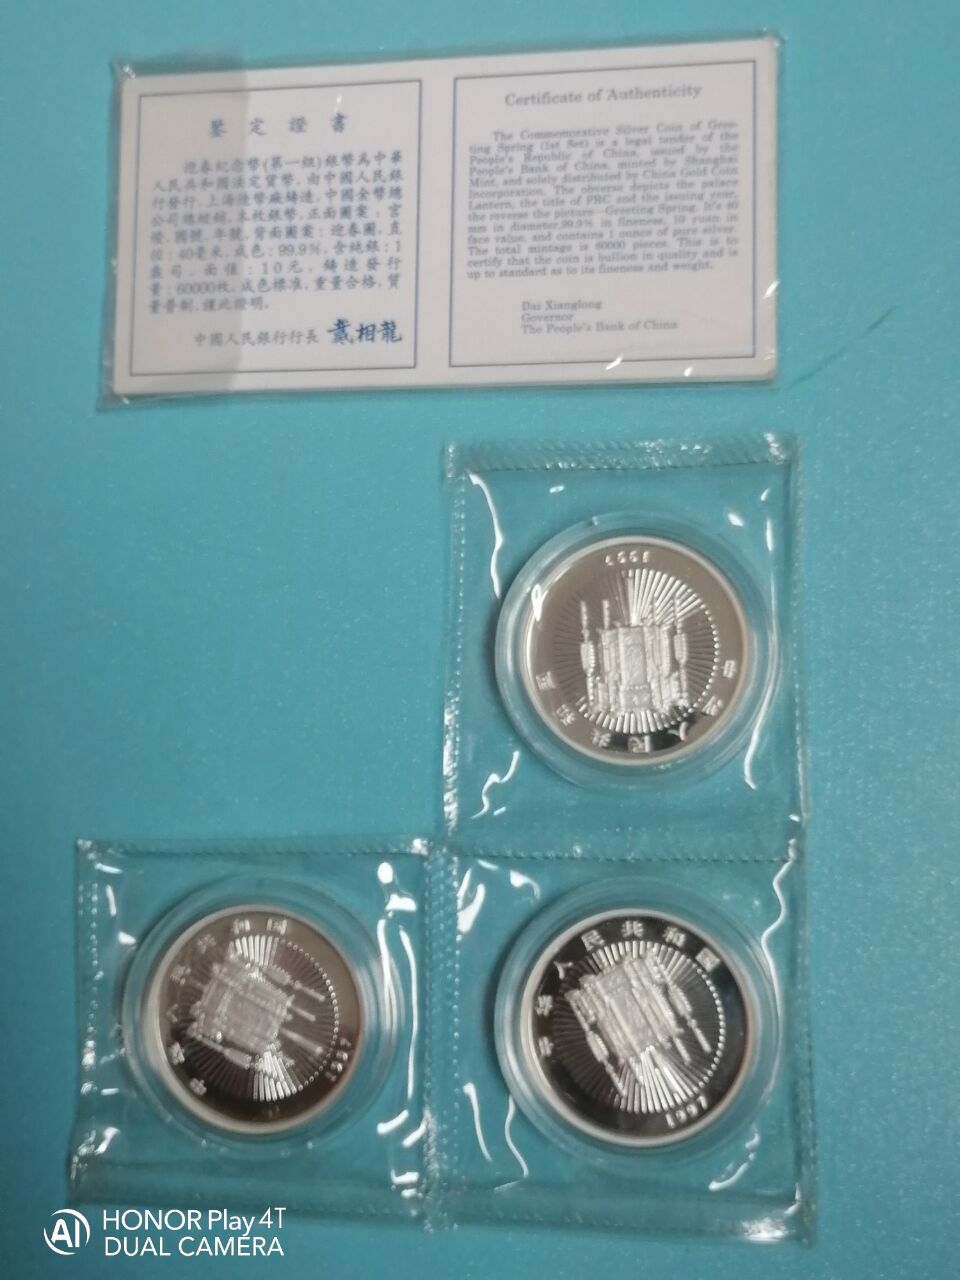 鑒定證書
迎春紀念幣(第一組)銀幣爲中華
人民共和國法定貨幣,由中國人民銀
行發行,上海造幣廠鑄造,中國金幣總
公司總經銷,本枚銀幣,正面圖案:宮
燈、國號、年號,背面圖案:迎春圖,直
徑:40毫米,成色:99.9%,含純銀:1
盎司,面值:10元,鑄造發行
量:60000枚,成色標准,重量合格,質
量普制,謹此證明。
中國人民銀行行長 戴相龍
Certificate of Authenticity
The Commemorative Silver Coin of Gree-
ting Spring (1st Set) is a legal tender of the
People's Republic of China, issued by the
People's Bank of China, minted by Shanghai
Mint, and solely distributed by China Gold Coin
Incorporation. The obverse depicts the palace
Lantern, the title of PRC and the issuing year,
the reverse the picture—Greeting Spring. It's 40
mm in diameter,99.9% in fineness, 10 yuan in
face value, and contains 1 ounce of pure silver.
The total mintage is 60000 pieces. This is to
certify that the coin is bullion in quality and is
up to standard as to its fineness and weight.
Dai Xianglong
Governor
The People's Bank of China
中华人民共和国
1997
中华人民共和国
1997
中华人民共和国
1997
AI HONOR Play 4T
DUAL CAMERA